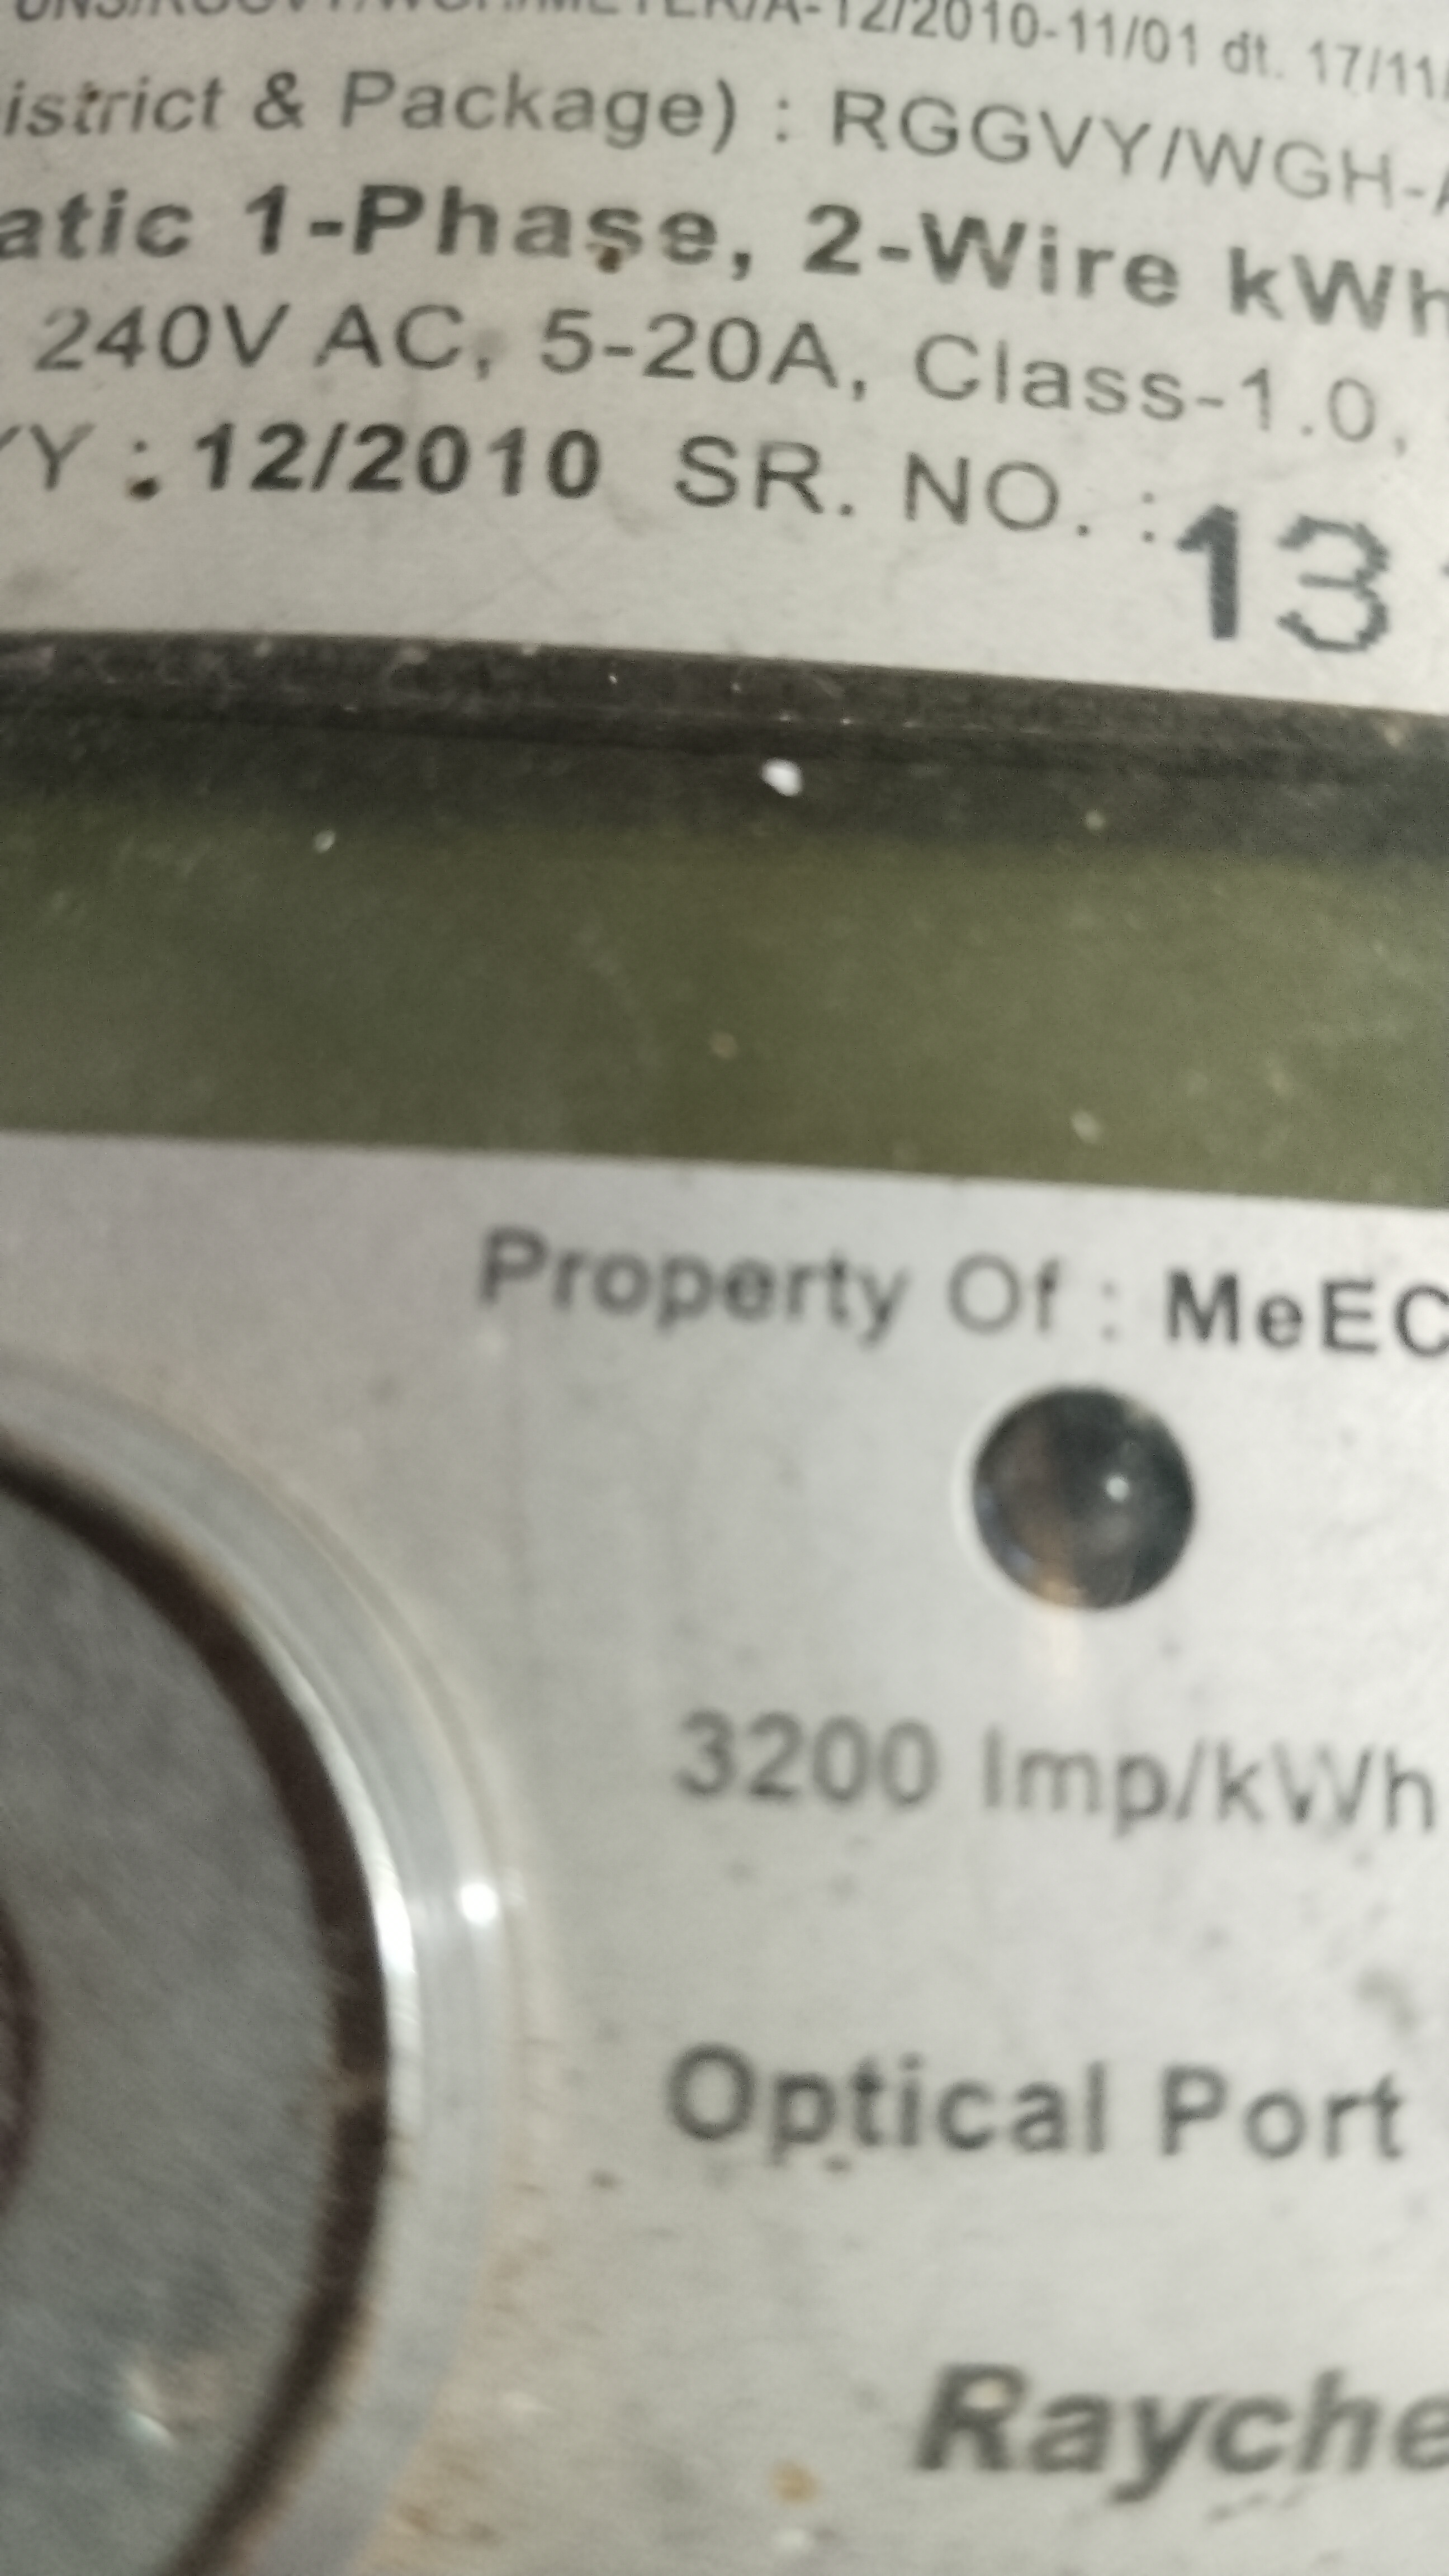 /A-12/2010-11/01 dt. 17/11/
istrict & Package) : RGGVY/WGH-A
atic 1-Phase, 2-Wire kWh
240V AC, 5-20A, Class-1.0,
YY : 12/2010 SR. NO. : 13
Property Of : MeEC
3200 Imp/kWh
Optical Port
Rayche